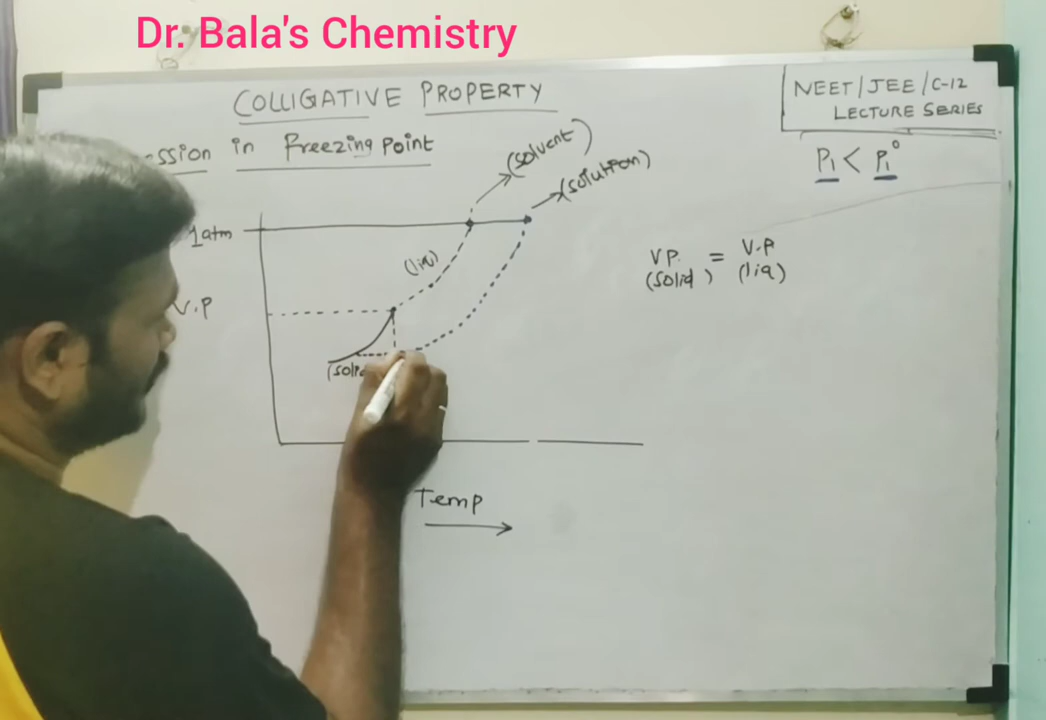 Dr. Bala's Chemistry
COLLIGATIVE PROPERTY
NEET/JEE/C-12
LECTURE SERIES
in freezing point
P₁ < P₁°
(solvent)
(solution)
1atm
(liq)
V.P. = V.P
(solid) (liq)
V.P
Temp